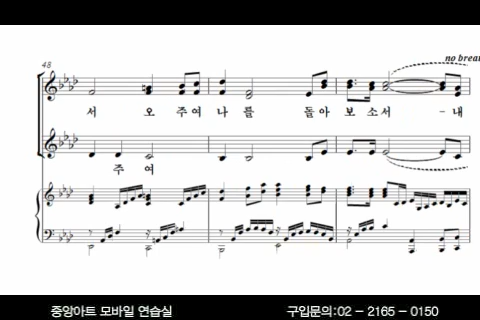 no brea
48
서 오 주여 나 를 돌 아 보 소서 - 내
주 여
중앙아트 모바일 연습실 구입문의:02 - 2165 - 0150